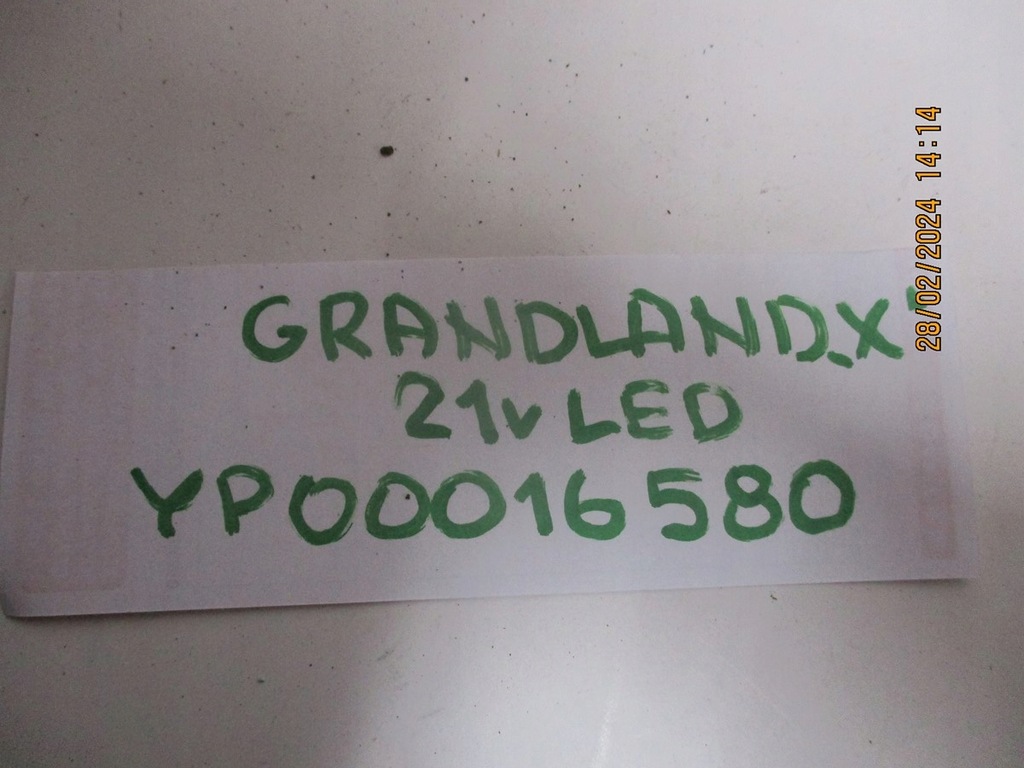 GRANDLAND.X'
21v LED
YP00016580
28/02/2024 14:14